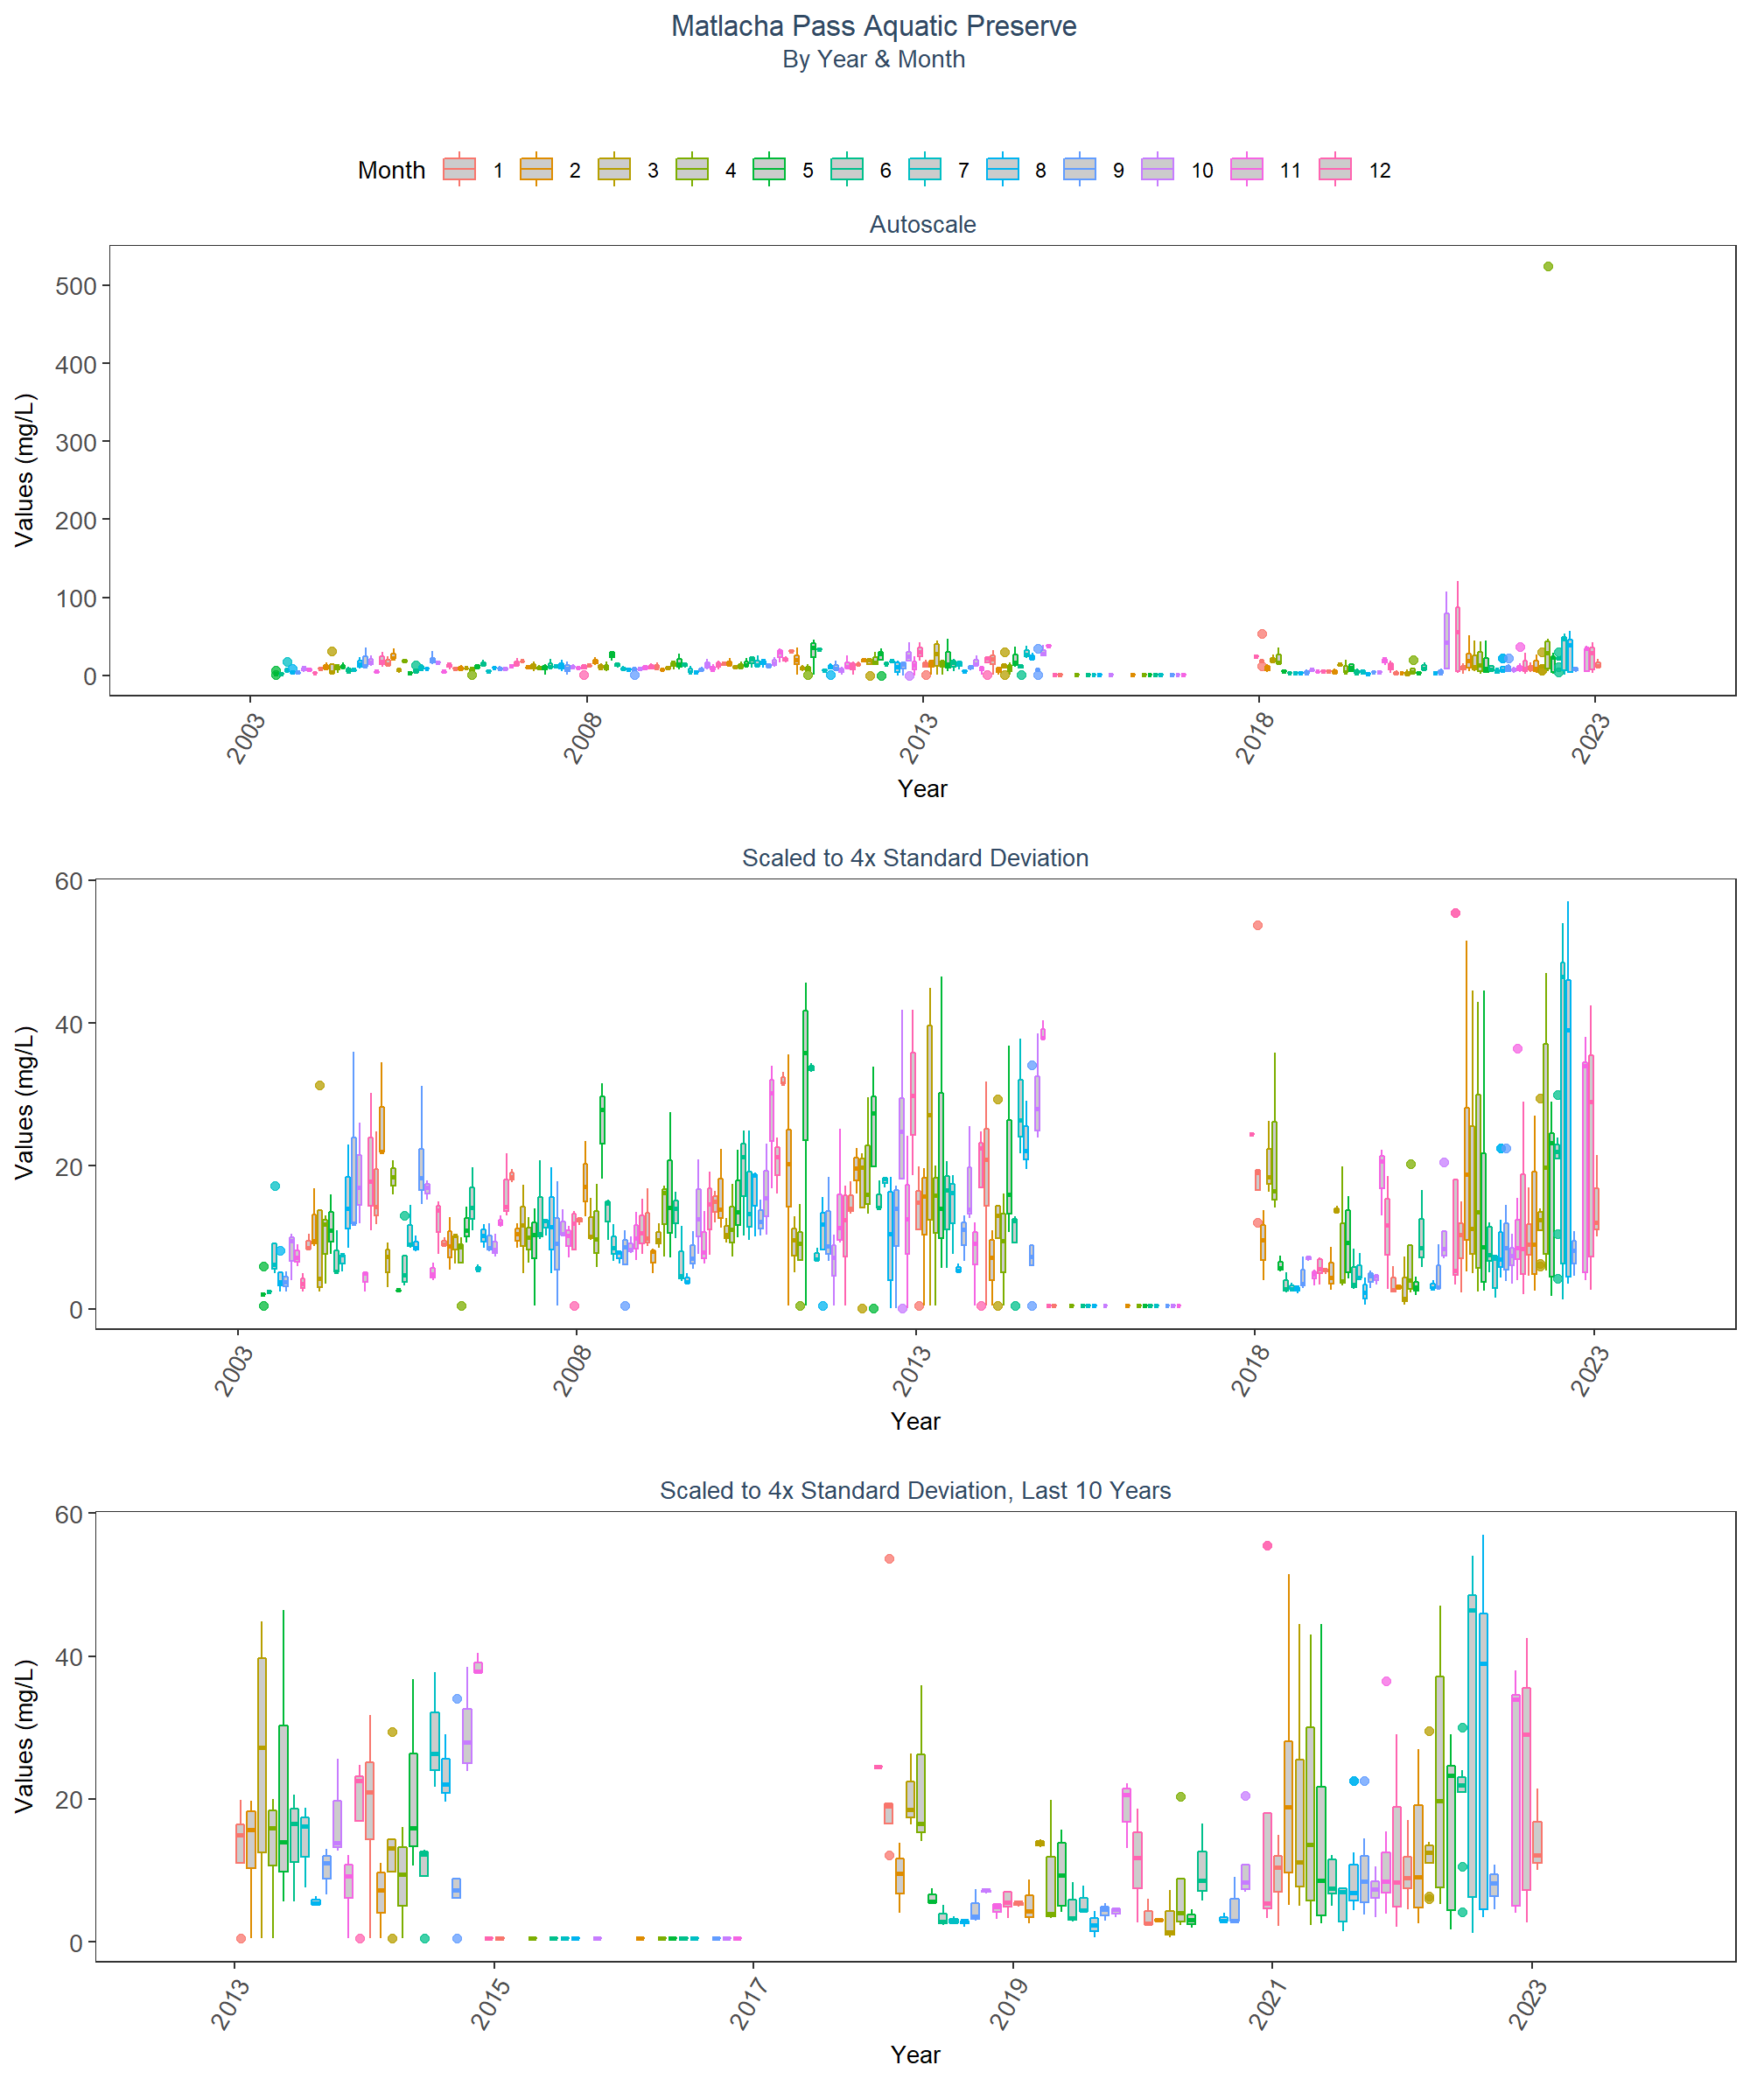 Matlacha Pass Aquatic Preserve
By Year & Month
Month 1 2 3 4 5 6 7 8 9 10 11 12
Autoscale
500
400
300
200
100
0
Values (mg/L)
2003 2008 2013 2018 2023
Year
Scaled to 4x Standard Deviation
60
40
20
0
Values (mg/L)
2003 2008 2013 2018 2023
Year
Scaled to 4x Standard Deviation, Last 10 Years
60
40
20
0
Values (mg/L)
2013 2015 2017 2019 2021 2023
Year